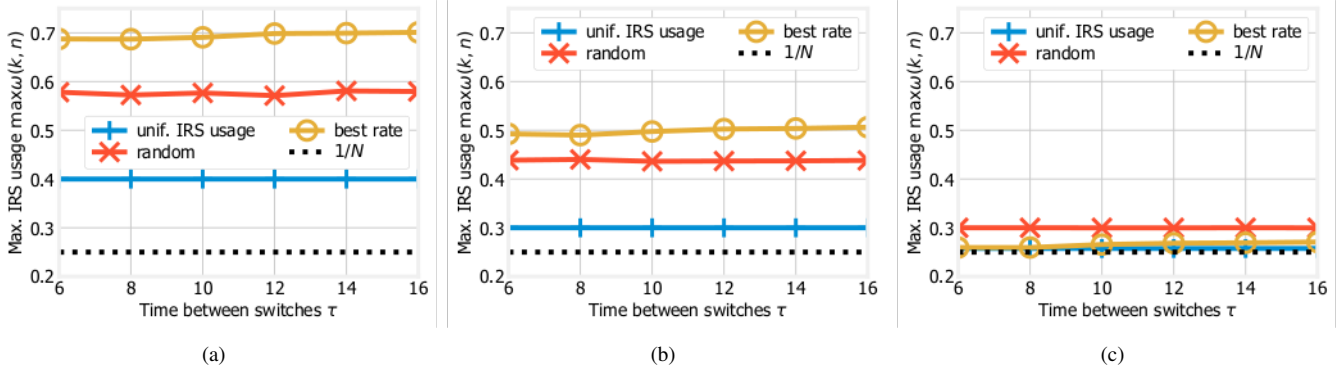 Max. IRS usage maxω(k, n)
0.7
0.6
0.5
0.4
0.3
0.2
unif. IRS usage
best rate
random
1/N
6 8 10 12 14 16
Time between switches τ
(a)
Max. IRS usage maxω(k, n)
0.7
0.6
0.5
0.4
0.3
0.2
unif. IRS usage
best rate
random
1/N
6 8 10 12 14 16
Time between switches τ
(b)
Max. IRS usage maxω(k, n)
0.7
0.6
0.5
0.4
0.3
0.2
unif. IRS usage
best rate
random
1/N
6 8 10 12 14 16
Time between switches τ
(c)